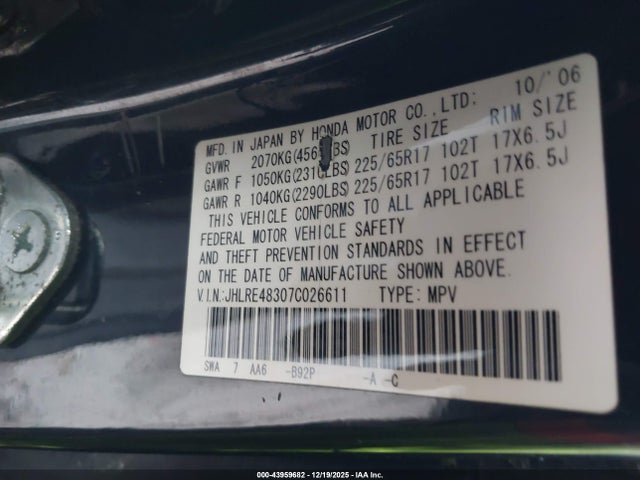 MFD. IN JAPAN BY HONDA MOTOR CO., LTD; 10/'06
GVWR 2070KG TIRE SIZE RIM SIZE
GAWR F 1050KG(2310LBS) 225/65R17 102T 17X6.5J
GAWR R 1040KG(2290LBS) 225/65R17 102T 17X6.5J
THIS VEHICLE CONFORMS TO ALL APPLICABLE
FEDERAL MOTOR VEHICLE SAFETY
AND THEFT PREVENTION STANDARDS IN EFFECT
ON THE DATE OF MANUFACTURE SHOWN ABOVE.
V.I.N.:JHLRE48307C026611 TYPE: MPV
SWA 7 AA6 -B92P -A -C
000-43959682 - 12/19/2025 - IAA Inc.